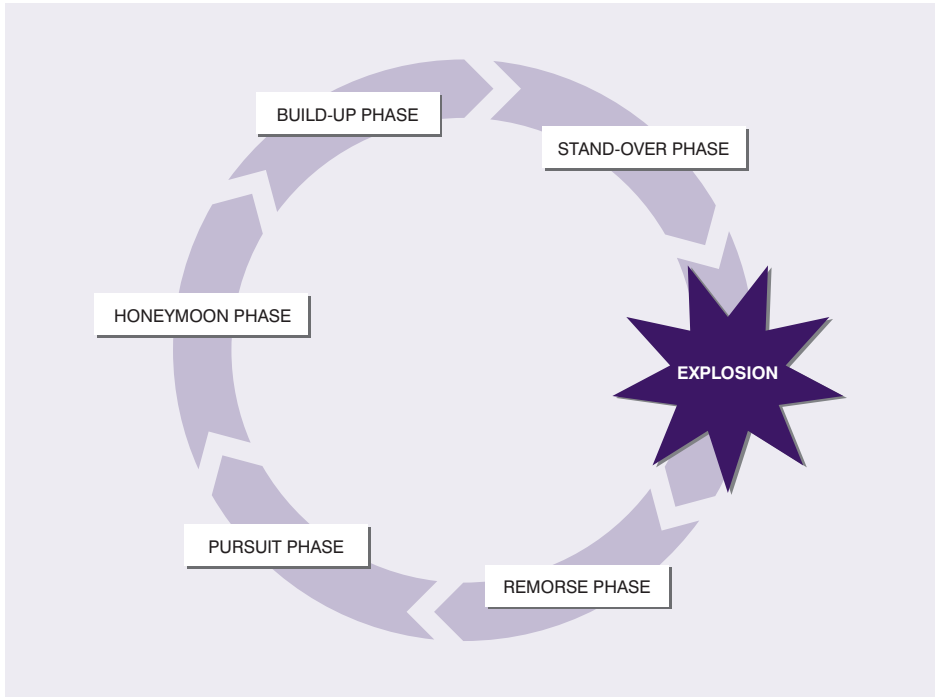 BUILD-UP PHASE
STAND-OVER PHASE
HONEYMOON PHASE
EXPLOSION
PURSUIT PHASE
REMORSE PHASE